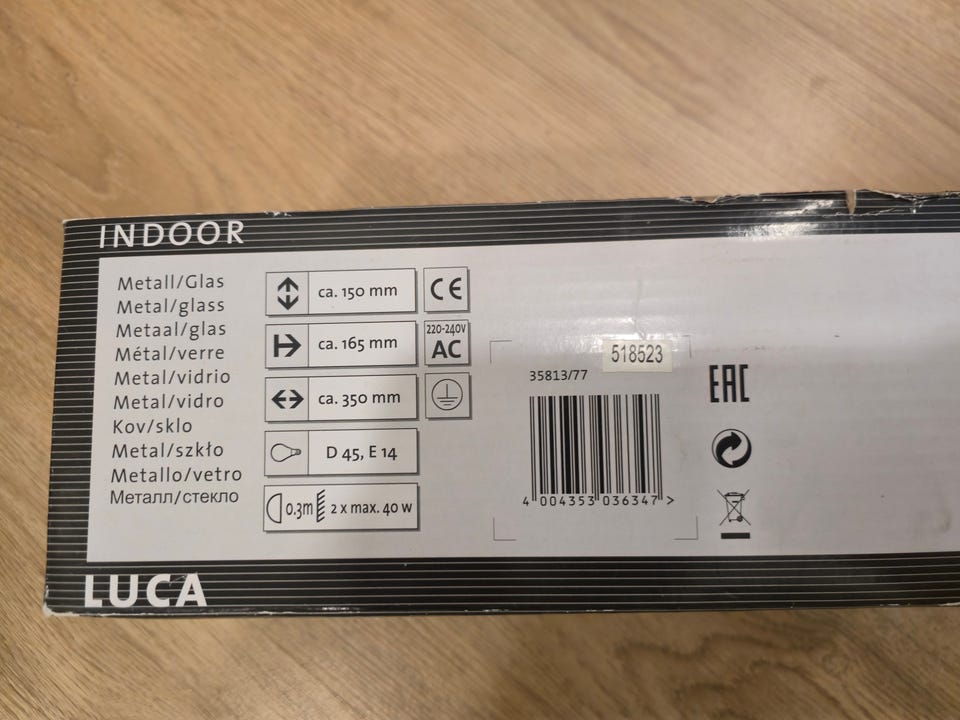 INDOOR
Metall/Glas
Metal/glass
Metaal/glas
Métal/verre
Metal/vidrio
Metal/vidro
Kov/sklo
Metal/szkło
Metallo/vetro
Металл/стекло
ca. 150 mm
ca. 165 mm
ca. 350 mm
D 45, E 14
0.3m 2 x max. 40 w
CE
220-240V
AC
518523
35813/77
4 004353 036347 >
EAC
LUCA